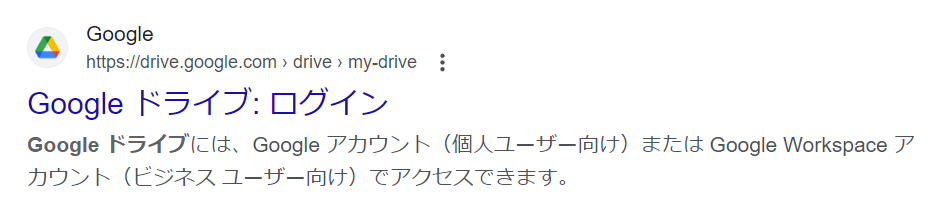 Google
https://drive.google.com › drive › my-drive
Google ドライブ: ログイン
Google ドライブには、Google アカウント（個人ユーザー向け）または Google Workspace ア
カウント（ビジネス ユーザー向け）でアクセスできます。